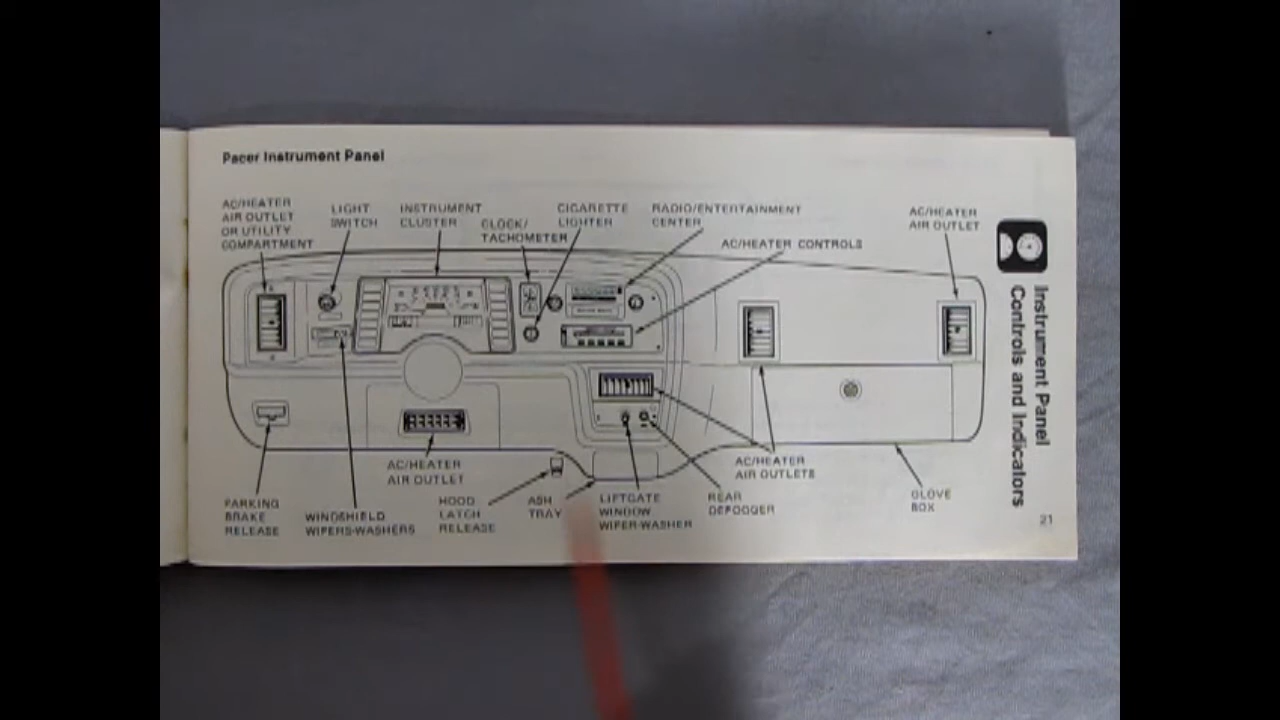 Pacer Instrument Panel
AC/HEATER
AIR OUTLET
OR UTILITY
COMPARTMENT
LIGHT
SWITCH
INSTRUMENT
CLUSTER
CLOCK/
TACHOMETER
CIGARETTE
LIGHTER
RADIO/ENTERTAINMENT
CENTER
AC/HEATER CONTROLS
AC/HEATER
AIR OUTLET
PARKING
BRAKE
RELEASE
WINDSHIELD
WIPERS-WASHERS
AC/HEATER
AIR OUTLET
HOOD
LATCH
RELEASE
ASH
TRAY
LIFTGATE
WINDOW
WIPER-WASHER
REAR
DEFOGGER
AC/HEATER
AIR OUTLETS
GLOVE
BOX
Instrument Panel
Controls and Indicators
21